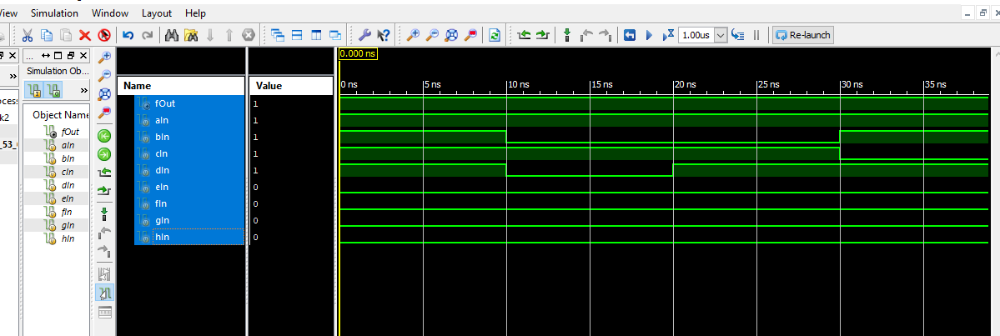 View Simulation Window Layout Help
1.00us Re-launch
0.000 ns
Simulation Ob...
0 ns 5 ns 10 ns 15 ns 20 ns 25 ns 30 ns 35 ns
Name Value
Object Name
fOut 1
aIn 1
bIn 1
cIn 1
dIn 1
eIn 0
fIn 0
gIn 0
hIn 0
fOut
aIn
bIn
cIn
dIn
eIn
fIn
gIn
hIn